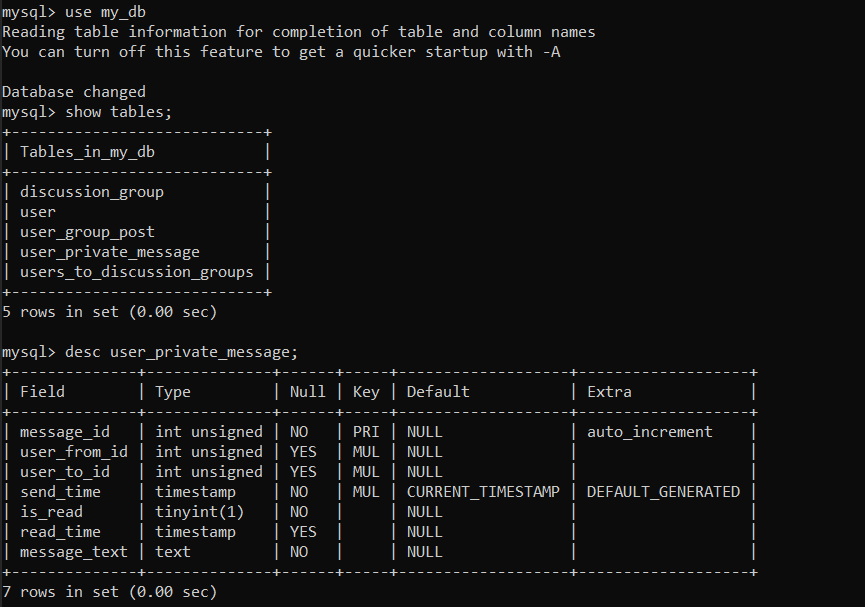 mysql> use my_db
Reading table information for completion of table and column names
You can turn off this feature to get a quicker startup with -A

Database changed
mysql> show tables;
+----------------------------+
| Tables_in_my_db            |
+----------------------------+
| discussion_group           |
| user                       |
| user_group_post            |
| user_private_message       |
| users_to_discussion_groups |
+----------------------------+
5 rows in set (0.00 sec)

mysql> desc user_private_message;
+--------------+--------------+------+-----+-------------------+-------------------+
| Field        | Type         | Null | Key | Default           | Extra             |
+--------------+--------------+------+-----+-------------------+-------------------+
| message_id   | int unsigned | NO   | PRI | NULL              | auto_increment    |
| user_from_id | int unsigned | YES  | MUL | NULL              |                   |
| user_to_id   | int unsigned | YES  | MUL | NULL              |                   |
| send_time    | timestamp    | NO   | MUL | CURRENT_TIMESTAMP | DEFAULT_GENERATED |
| is_read      | tinyint(1)   | NO   |     | NULL              |                   |
| read_time    | timestamp    | YES  |     | NULL              |                   |
| message_text | text         | NO   |     | NULL              |                   |
+--------------+--------------+------+-----+-------------------+-------------------+
7 rows in set (0.00 sec)